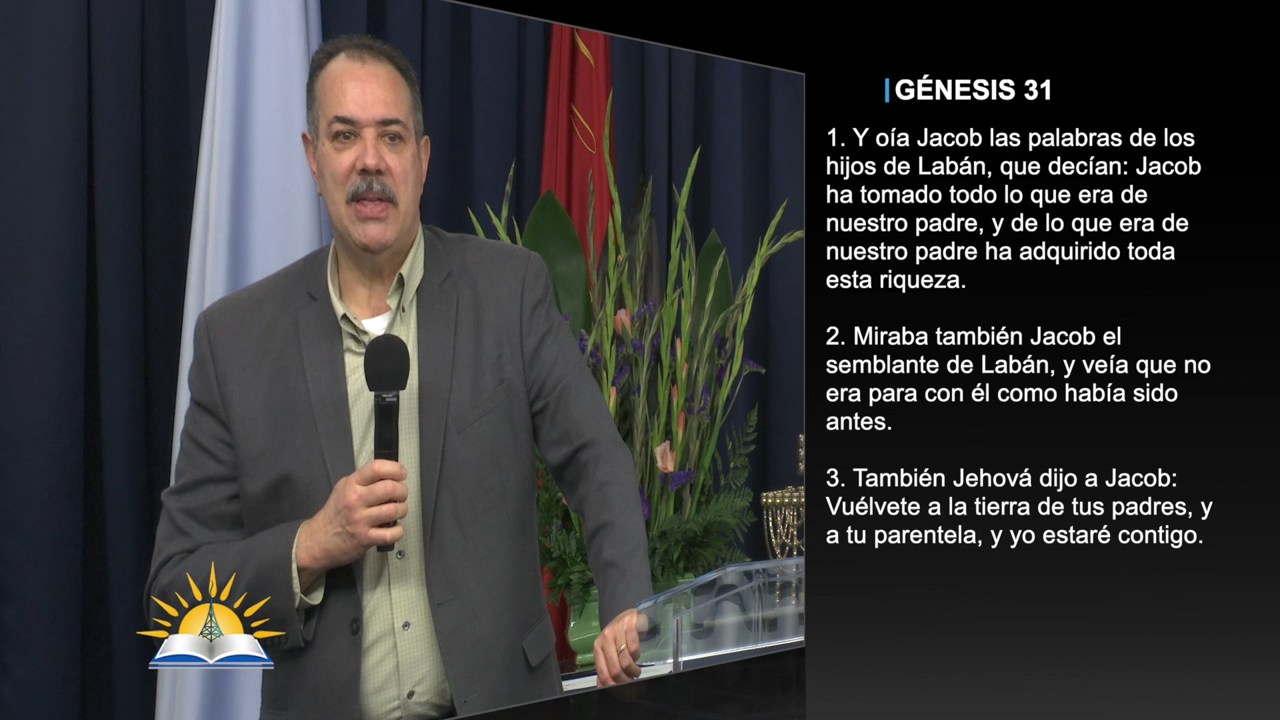 GÉNESIS 31
1. Y oía Jacob las palabras de los
hijos de Labán, que decían: Jacob
ha tomado todo lo que era de
nuestro padre, y de lo que era de
nuestro padre ha adquirido toda
esta riqueza.
2. Miraba también Jacob el
semblante de Labán, y veía que no
era para con él como había sido
antes.
3. También Jehová dijo a Jacob:
Vuélvete a la tierra de tus padres, y
a tu parentela, y yo estaré contigo.